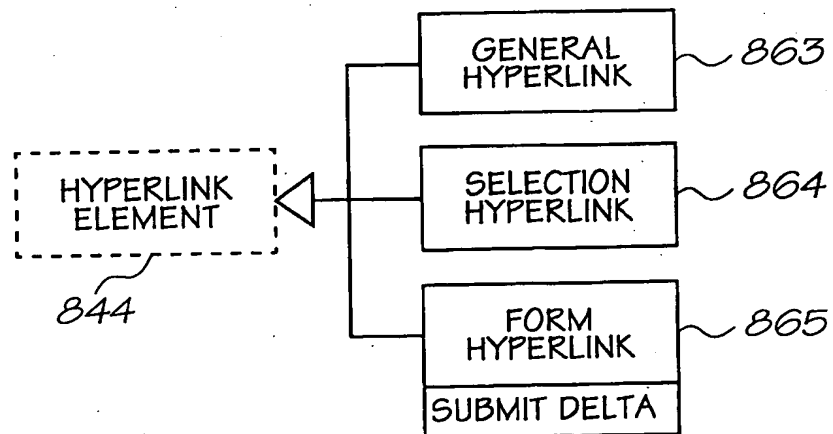 GENERAL
HYPERLINK
863
HYPERLINK
ELEMENT
844
SELECTION
HYPERLINK
864
FORM
HYPERLINK
865
SUBMIT DELTA